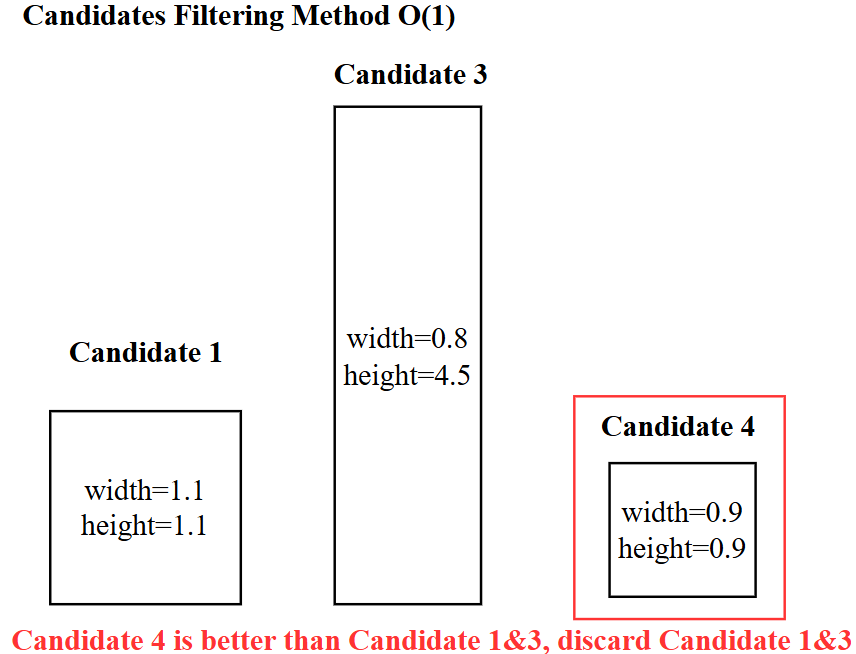 Candidates Filtering Method O(1)
Candidate 3
width=0.8
height=4.5
Candidate 1
width=1.1
height=1.1
Candidate 4
width=0.9
height=0.9
Candidate 4 is better than Candidate 1&3, discard Candidate 1&3